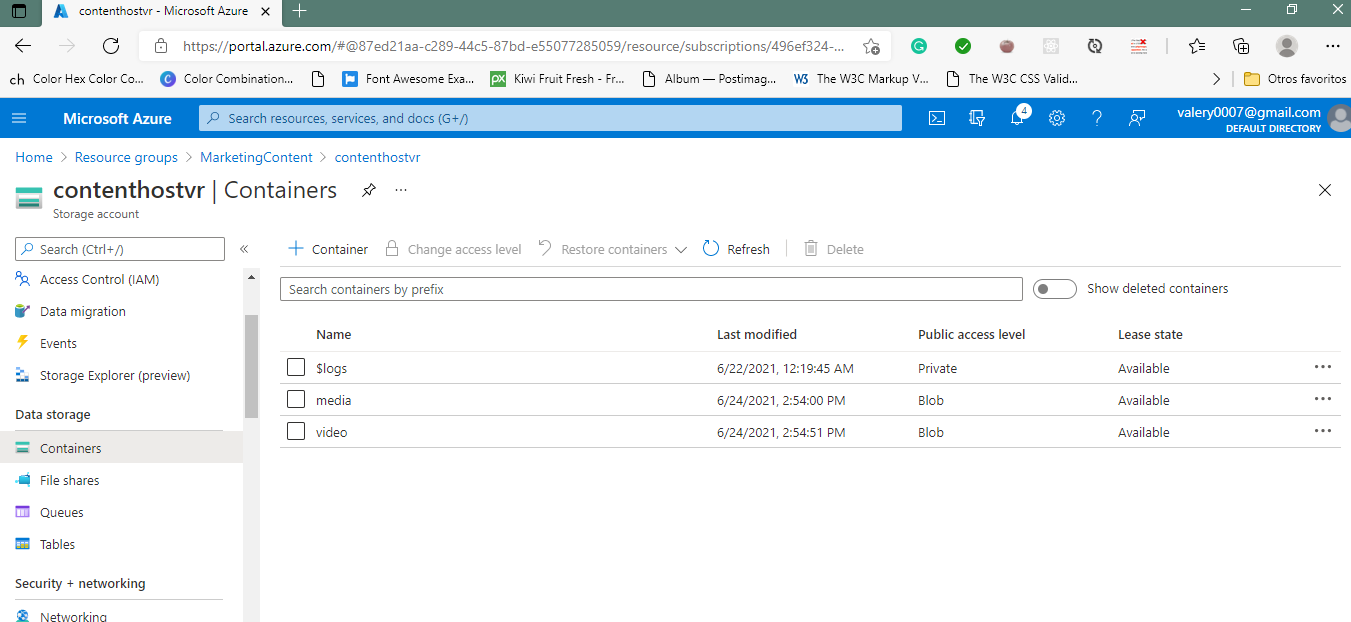 contenthostvr - Microsoft Azure
https://portal.azure.com/#@87ed21aa-c289-44c5-87bd-e55077285059/resource/subscriptions/496ef324-...
ch Color Hex Color Co... Color Combination... Font Awesome Exa... px Kiwi Fruit Fresh - Fr... Album — Postimag... W3 The W3C Markup V... The W3C CSS Valid... Otros favoritos
Microsoft Azure Search resources, services, and docs (G+/) 4 valery0007@gmail.com
DEFAULT DIRECTORY
Home > Resource groups > MarketingContent > contenthostvr
contenthostvr | Containers ...
Storage account
Search (Ctrl+/) «
Container Change access level Restore containers Refresh Delete
Access Control (IAM)
Data migration
Events
Storage Explorer (preview)
Data storage
Containers
File shares
Queues
Tables
Security + networking
Networking
Search containers by prefix Show deleted containers
Name Last modified Public access level Lease state
$logs 6/22/2021, 12:19:45 AM Private Available ...
media 6/24/2021, 2:54:00 PM Blob Available ...
video 6/24/2021, 2:54:51 PM Blob Available ...